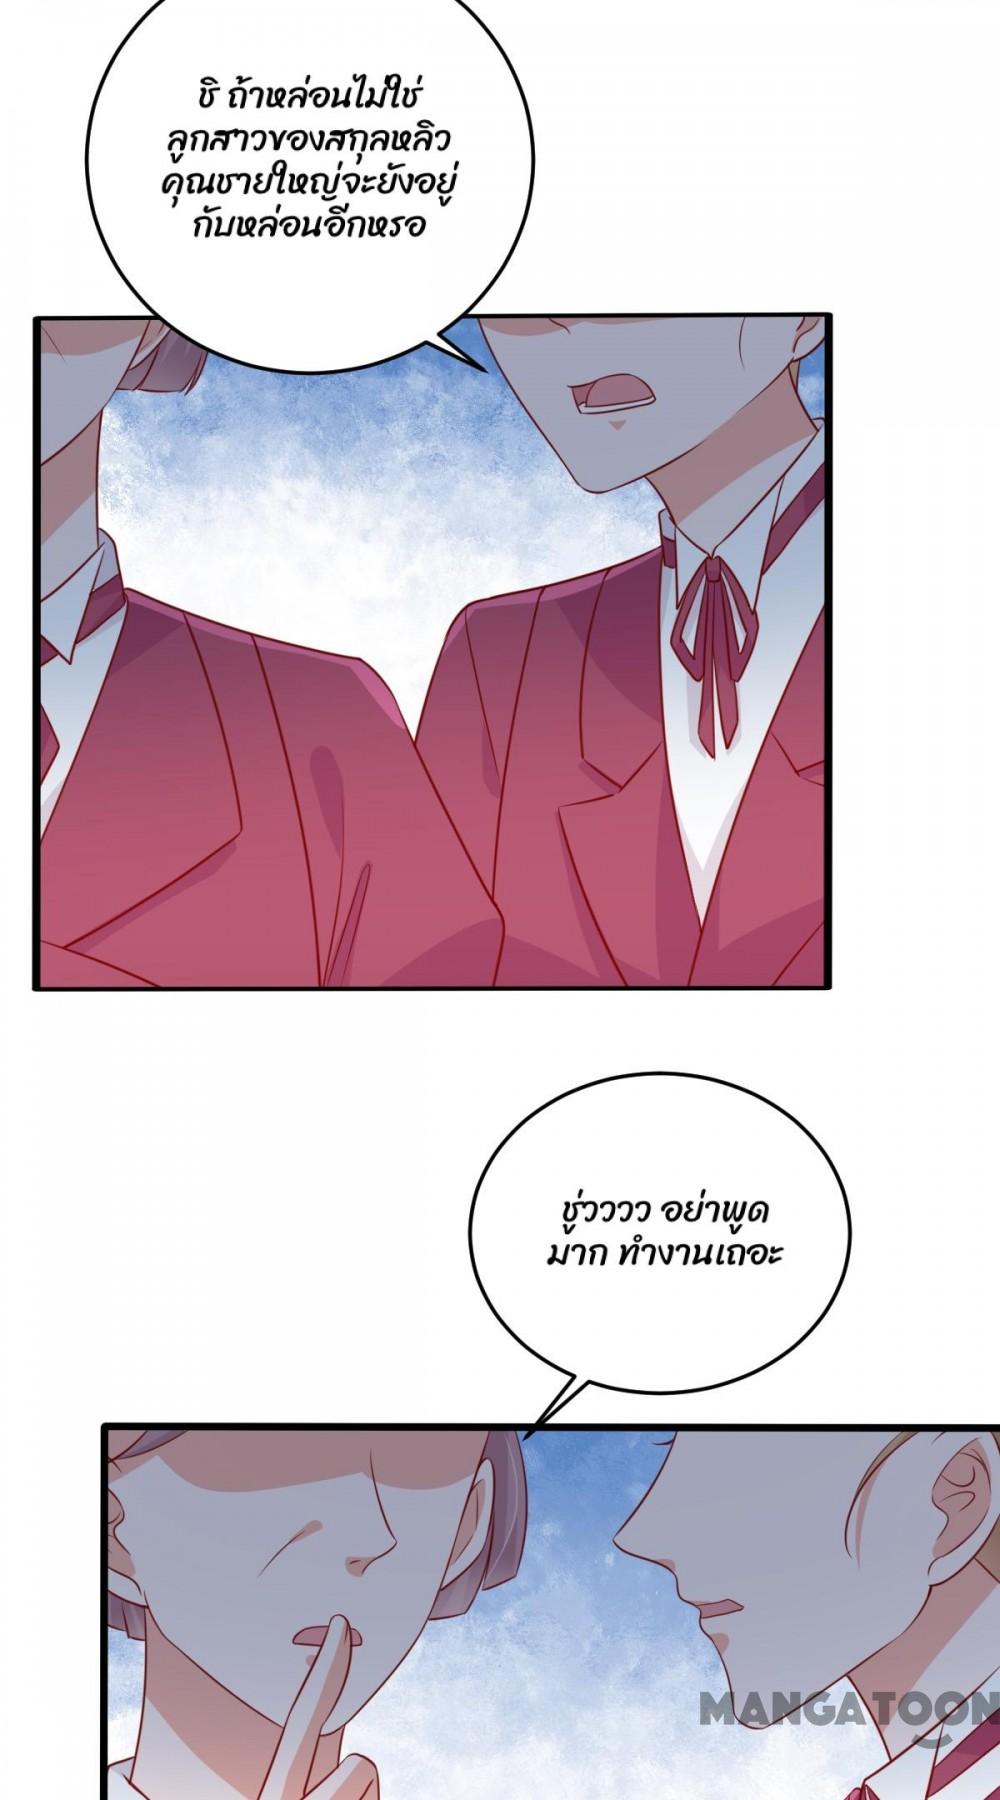 ชิ ถ้าหล่อนไม่ใช่
ลูกสาวของสกุลหลิว
คุณชายใหญ่จะยังอยู่
กับหล่อนอีกหรอ
ชู่วววว อย่าพูด
มาก ทำงานเถอะ
MANGATOON